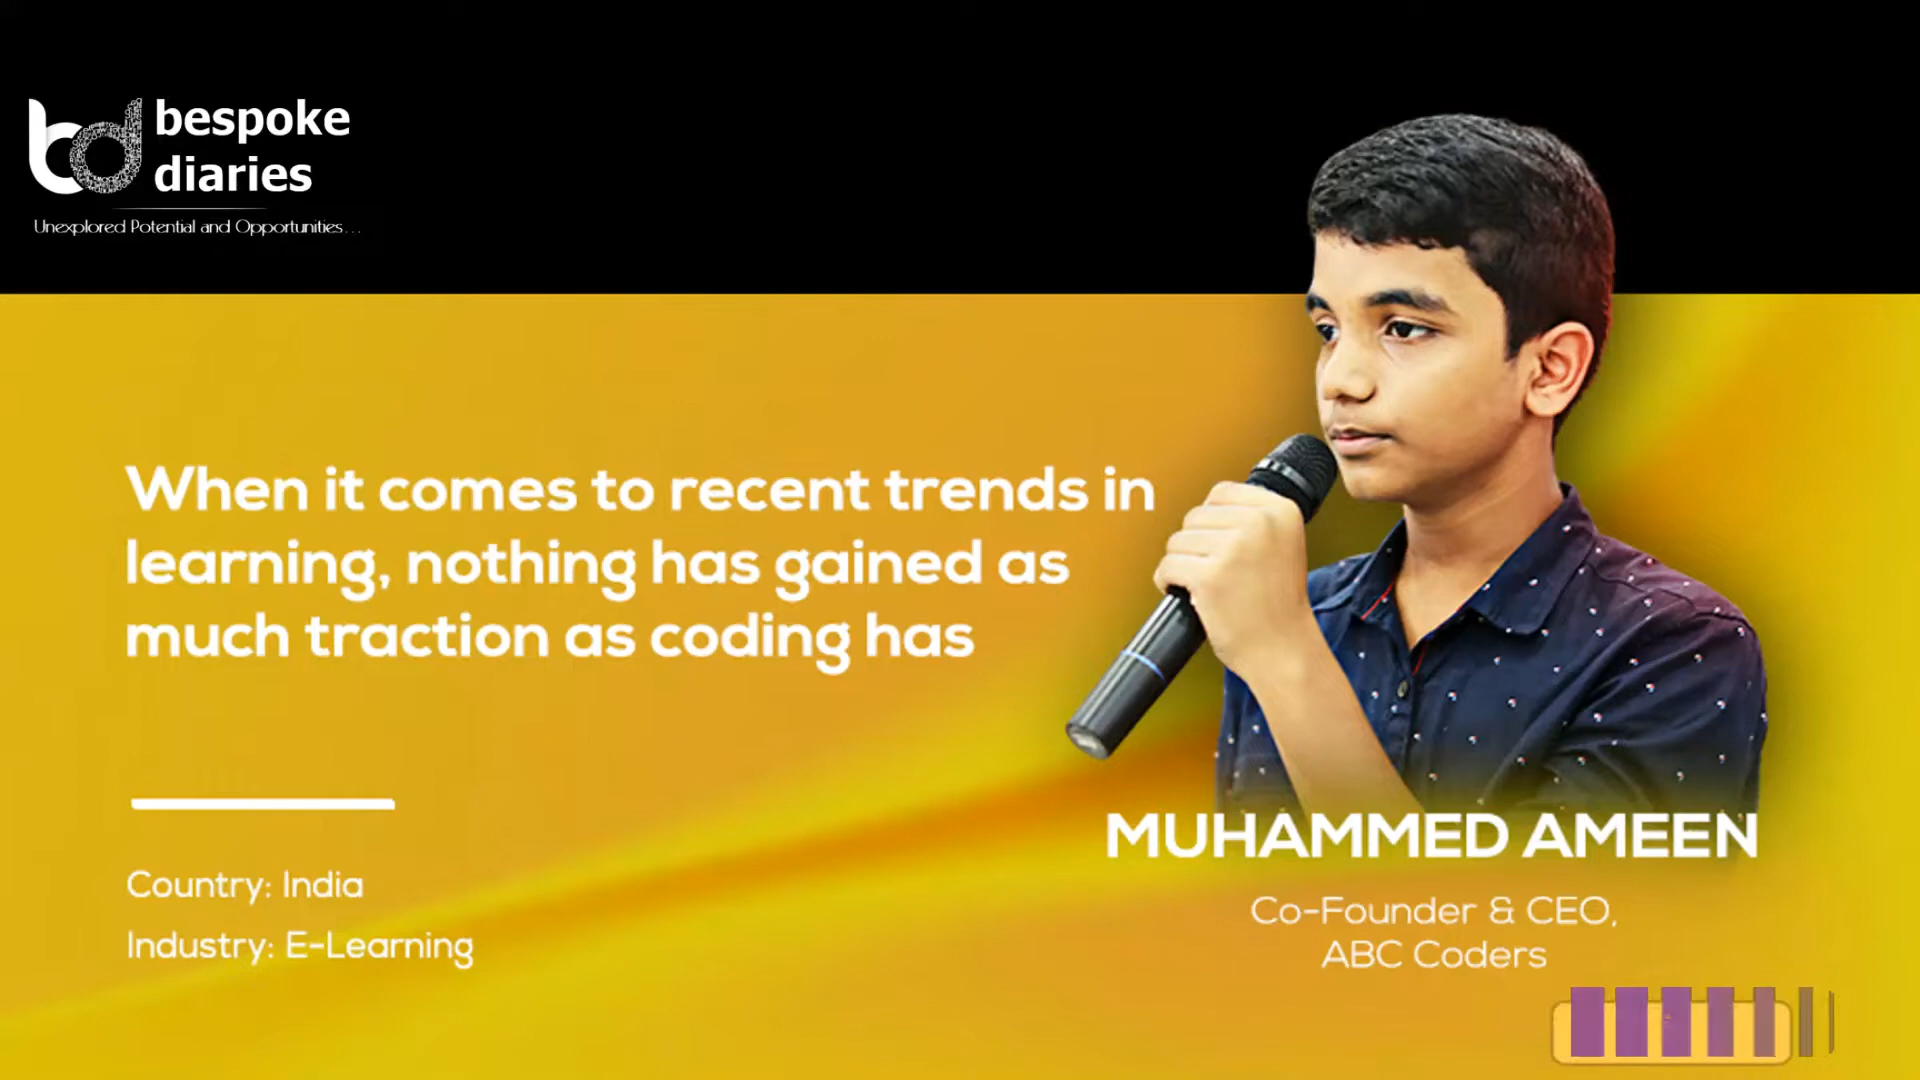 bespoke
diaries
Unexplored Potential and Opportunities...
When it comes to recent trends in
learning, nothing has gained as
much traction as coding has
Country: India
Industry: E-Learning
MUHAMMED AMEEN
Co-Founder & CEO,
ABC Coders